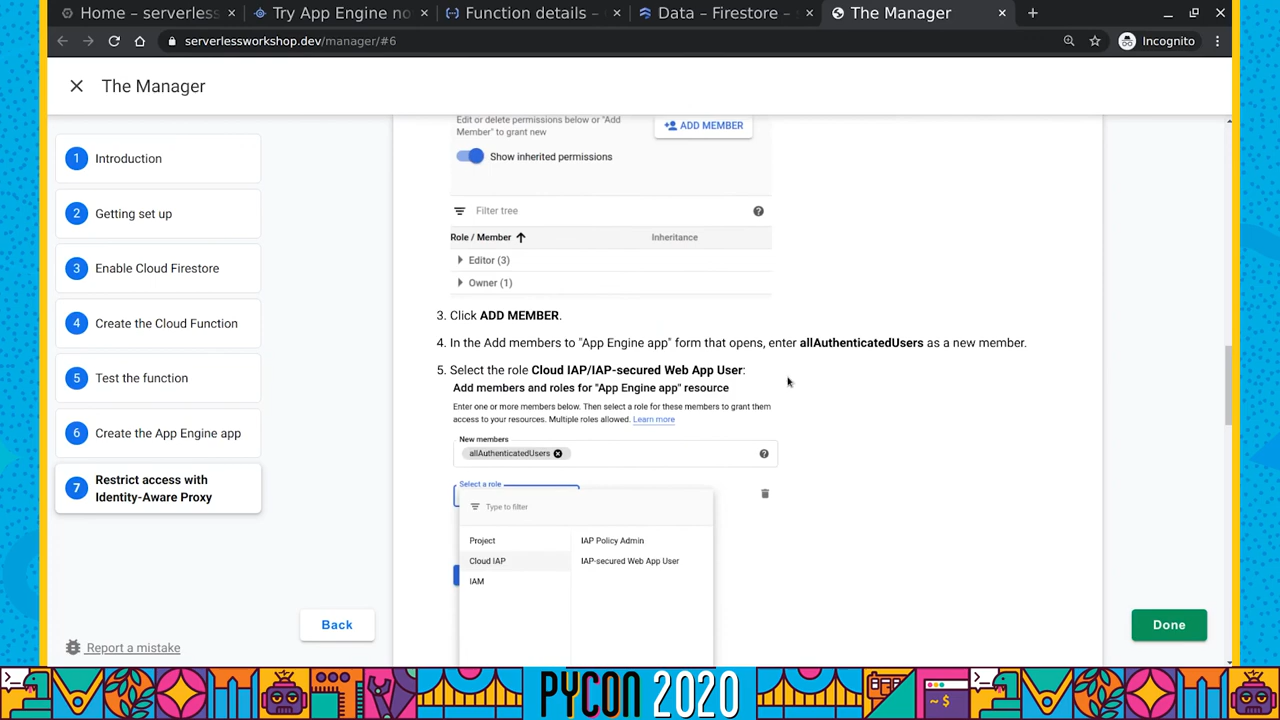 Home – serverless
Try App Engine no
Function details –
Data – Firestore –
The Manager
serverlessworkshop.dev/manager/#6
Incognito
The Manager
1 Introduction
2 Getting set up
3 Enable Cloud Firestore
4 Create the Cloud Function
5 Test the function
6 Create the App Engine app
7 Restrict access with
Identity-Aware Proxy
Report a mistake
Edit or delete permissions below or "Add
Member" to grant new
ADD MEMBER
Show inherited permissions
Filter tree
Role / Member
Inheritance
Editor (3)
Owner (1)
3. Click ADD MEMBER.
4. In the Add members to "App Engine app" form that opens, enter allAuthenticatedUsers as a new member.
5. Select the role Cloud IAP/IAP-secured Web App User:
Add members and roles for "App Engine app" resource
Enter one or more members below. Then select a role for these members to grant them
access to your resources. Multiple roles allowed. Learn more
New members
allAuthenticatedUsers
Select a role
Type to filter
Project
IAP Policy Admin
Cloud IAP
IAP-secured Web App User
IAM
Back
Done
PYCON 2020
~ $